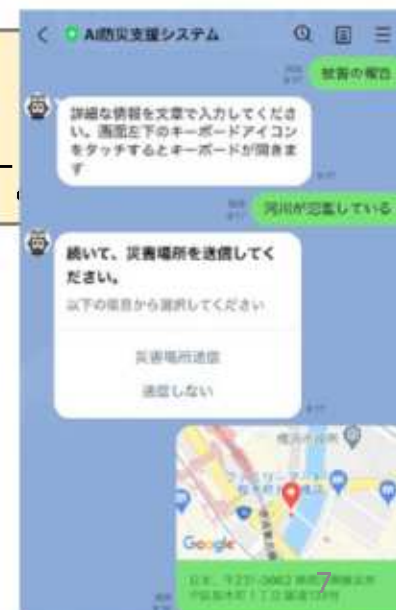 AI防災支援システム
被害の報告
詳細な情報を文章で入力してくださ
い。画面左下のキーボードアイコン
をタッチするとキーボードが開きま
す
河川が氾濫している
続いて、災害場所を送信してく
ださい。
以下の項目から選択してください
災害場所送信
送信しない
Google
7